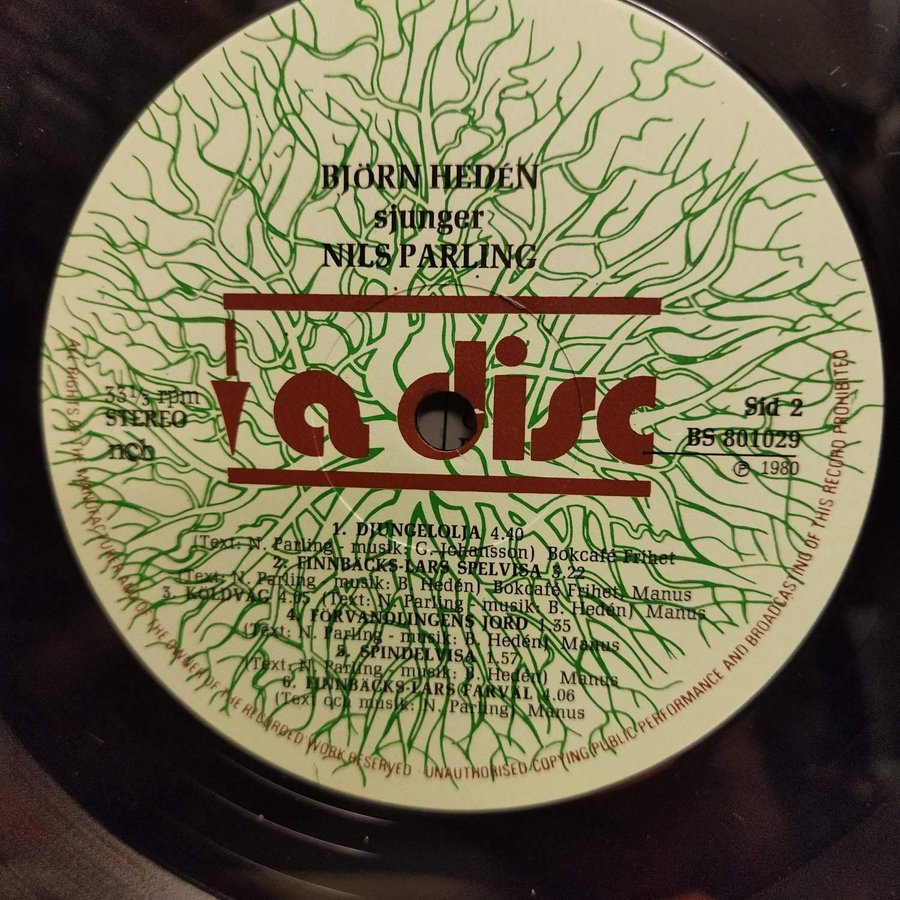 BJÖRN HEDÉN
sjunger
NILS PARLING
a disc
33⅓ rpm
STEREO
ncb
Sid 2
BS 801029
Ⓟ 1980
1. DJUNGELOLJA 4.40
(Text: N. Parling - musik: G. Johansson) Bokcafé Frihet
2. FINNBACKS-LARS SPELVISA 3.22
(Text: N. Parling - musik: B. Hedén) Bokcafé Frihet, Manus
3. KÖLDVÅG 4.05 (Text: N. Parling - musik: B. Hedén) Manus
4. FÖRVANDLINGENS JORD 1.35
(Text: N. Parling - musik: B. Hedén) Manus
5. SPINDELVISA 1.57
(Text: N. Parling - musik: B. Hedén) Manus
6. FINNBACKS-LARS FARVÄL 4.06
(Text och musik: N. Parling) Manus
ALL RIGHTS OF THE MANUFACTURER AND OF THE OWNER OF THE RECORDED WORK RESERVED · UNAUTHORISED COPYING PUBLIC PERFORMANCE AND BROADCASTING OF THIS RECORD PROHIBITED